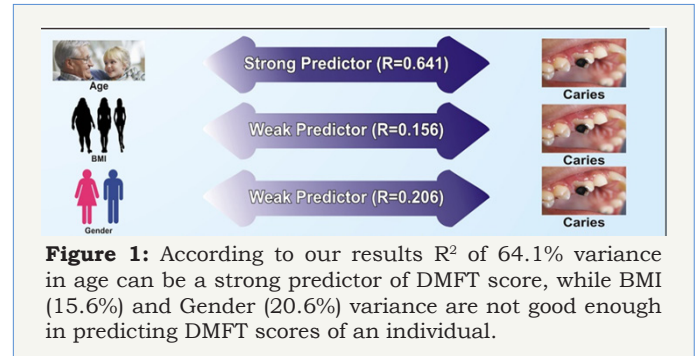 Strong Predictor (R=0.641)
Age
Caries
Weak Predictor (R=0.156)
BMI
Caries
Weak Predictor (R=0.206)
Gender
Caries
Figure 1: According to our results R² of 64.1% variance
in age can be a strong predictor of DMFT score, while BMI
(15.6%) and Gender (20.6%) variance are not good enough
in predicting DMFT scores of an individual.